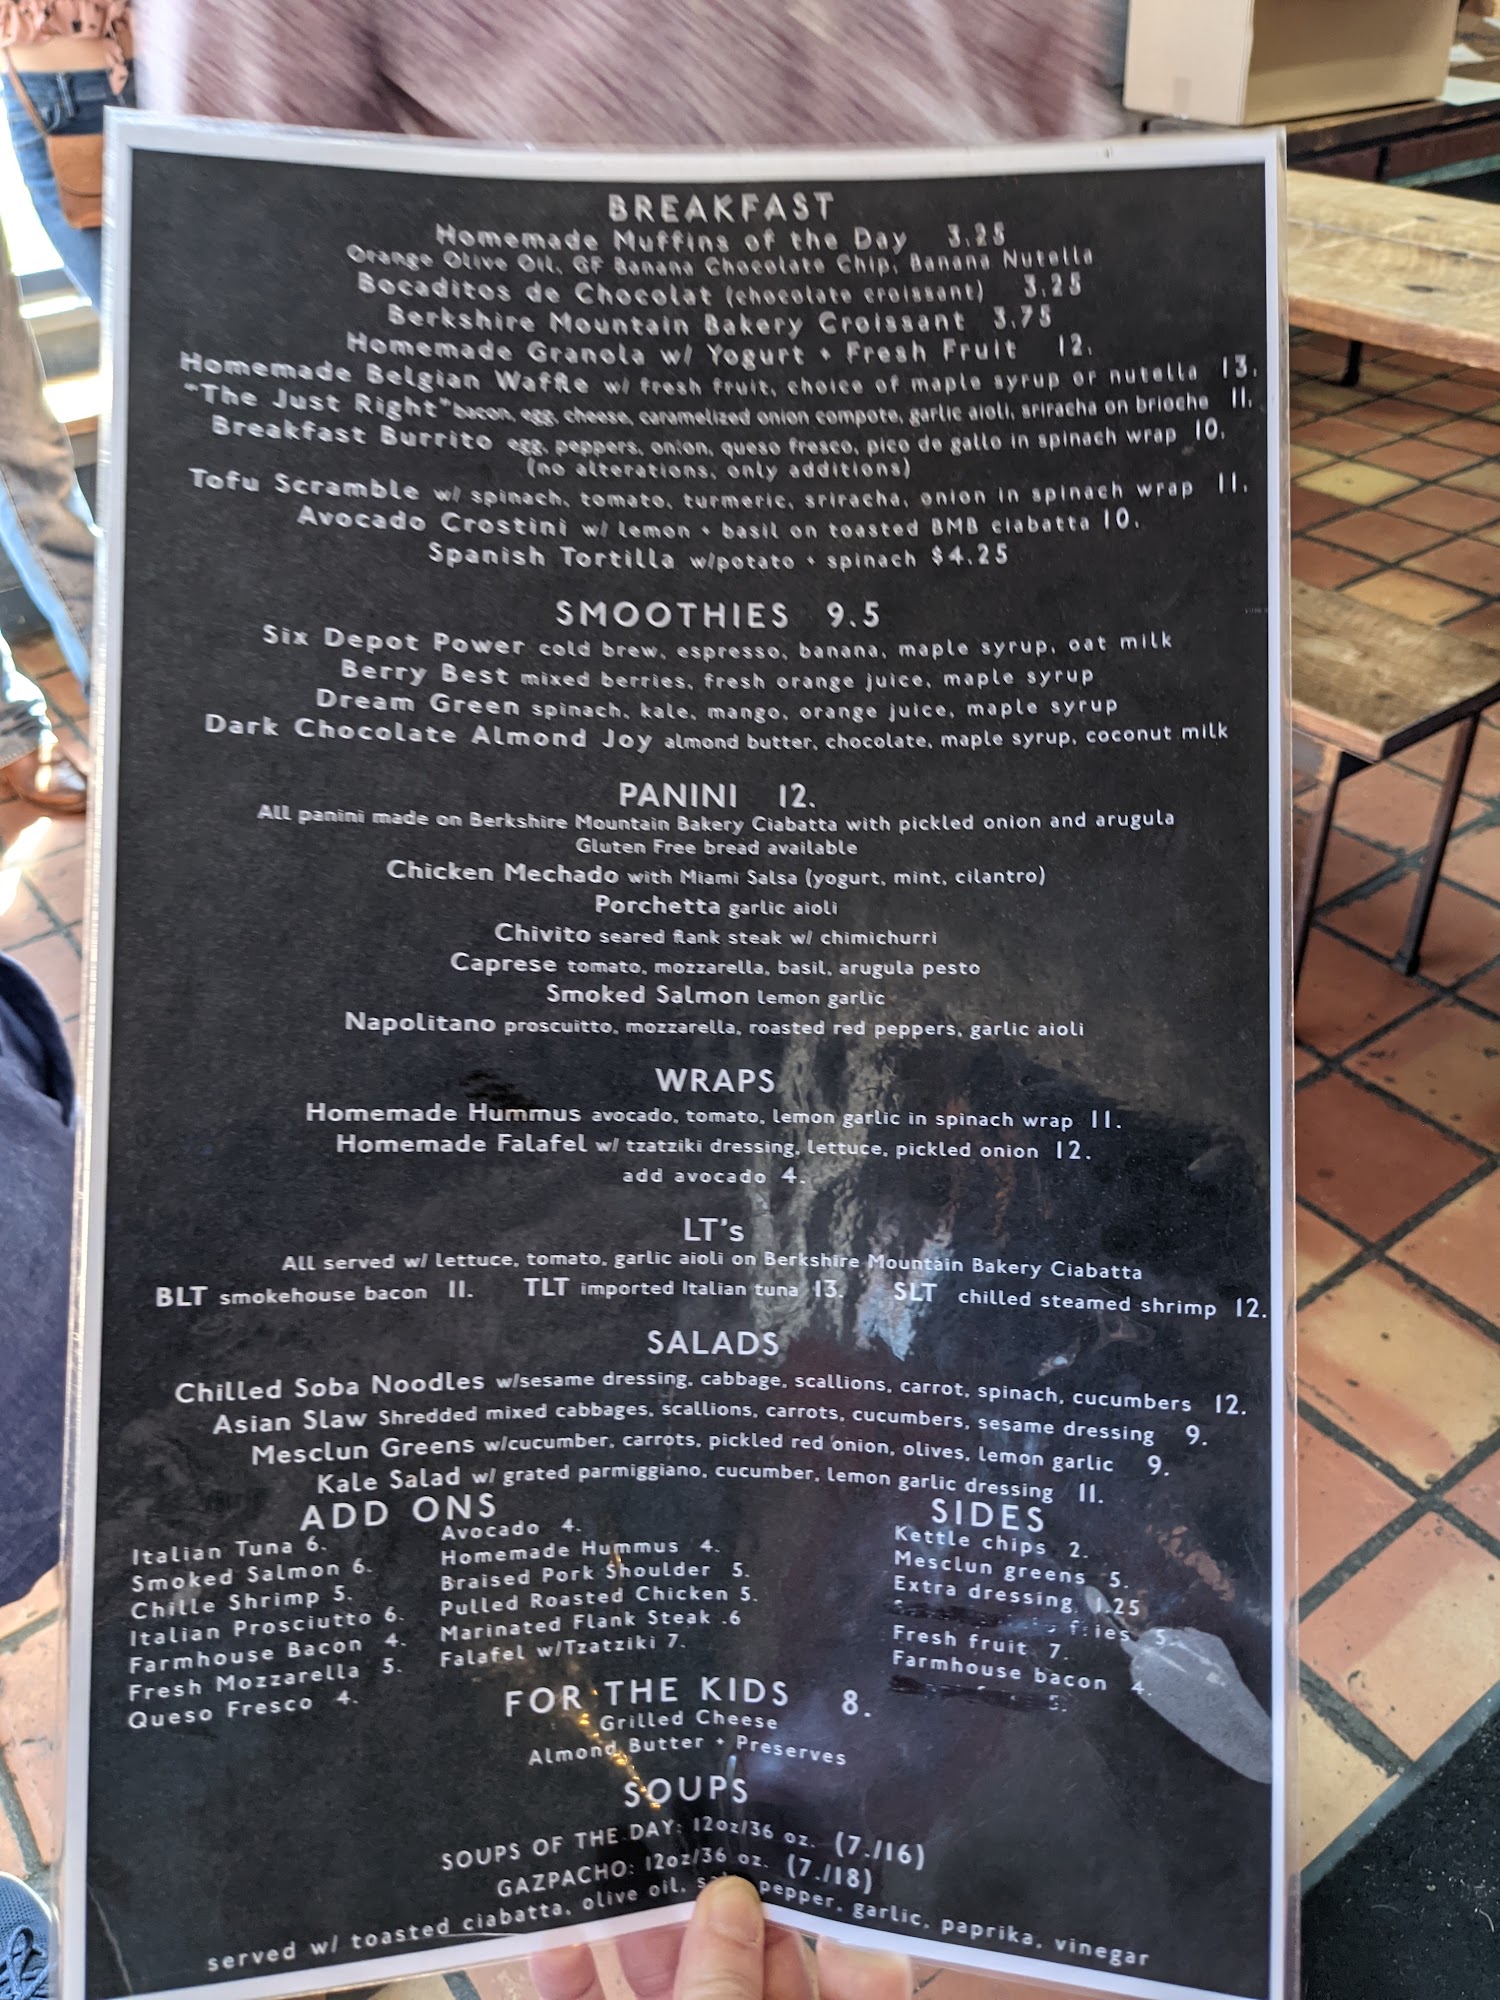 BREAKFAST
Homemade Muffins of the Day 3.25
Orange Olive Oil, GF Banana Chocolate Chip, Banana Nutella
Bocaditos de Chocolat (chocolate croissant) 3.25
Berkshire Mountain Bakery Croissant 3.75
Homemade Granola w/ Yogurt + Fresh Fruit 12.
Homemade Belgian Waffle w/ fresh fruit, choice of maple syrup or nutella 13.
"The Just Right" bacon, egg, cheese, caramelized onion compote, garlic aioli, sriracha on brioche 11.
Breakfast Burrito egg, peppers, onion, queso fresco, pico de gallo in spinach wrap 10.
(no alterations, only additions)
Tofu Scramble w/ spinach, tomato, turmeric, sriracha, onion in spinach wrap 11.
Avocado Crostini w/ lemon + basil on toasted BMB ciabatta 10.
Spanish Tortilla w/potato + spinach $4.25
SMOOTHIES 9.5
Six Depot Power cold brew, espresso, banana, maple syrup, oat milk
Berry Best mixed berries, fresh orange juice, maple syrup
Dream Green spinach, kale, mango, orange juice, maple syrup
Dark Chocolate Almond Joy almond butter, chocolate, maple syrup, coconut milk
PANINI 12.
All panini made on Berkshire Mountain Bakery Ciabatta with pickled onion and arugula
Gluten Free bread available
Chicken Mechado with Miami Salsa (yogurt, mint, cilantro)
Porchetta garlic aioli
Chivito seared flank steak w/ chimichurri
Caprese tomato, mozzarella, basil, arugula pesto
Smoked Salmon lemon garlic
Napolitano proscuitto, mozzarella, roasted red peppers, garlic aioli
WRAPS
Homemade Hummus avocado, tomato, lemon garlic in spinach wrap 11.
Homemade Falafel w/ tzatziki dressing, lettuce, pickled onion 12.
add avocado 4.
LT's
All served w/ lettuce, tomato, garlic aioli on Berkshire Mountain Bakery Ciabatta
BLT smokehouse bacon 11. TLT imported Italian tuna 13. SLT chilled steamed shrimp 12.
SALADS
Chilled Soba Noodles w/sesame dressing, cabbage, scallions, carrot, spinach, cucumbers 12.
Asian Slaw Shredded mixed cabbages, scallions, carrots, cucumbers, sesame dressing 9.
Mesclun Greens w/cucumber, carrots, pickled red onion, olives, lemon garlic 9.
Kale Salad w/ grated parmiggiano, cucumber, lemon garlic dressing 11.
ADD ONS
Italian Tuna 6.
Smoked Salmon 6.
Chille Shrimp 5.
Italian Prosciutto 6.
Farmhouse Bacon 4.
Fresh Mozzarella 5.
Queso Fresco 4.
Avocado 4.
Homemade Hummus 4.
Braised Pork Shoulder 5.
Pulled Roasted Chicken 5.
Marinated Flank Steak .6
Falafel w/Tzatziki 7.
SIDES
Kettle chips 2.
Mesclun greens 5.
Extra dressing, 1.25
fries 5.
Fresh fruit 7.
Farmhouse bacon 4.
5.
FOR THE KIDS 8.
Grilled Cheese
Almond Butter + Preserves
SOUPS
SOUPS OF THE DAY: 12oz/36 oz. (7./16)
GAZPACHO: 12oz/36 oz. (7./18)
served w/ toasted ciabatta, olive oil, pepper, garlic, paprika, vinegar